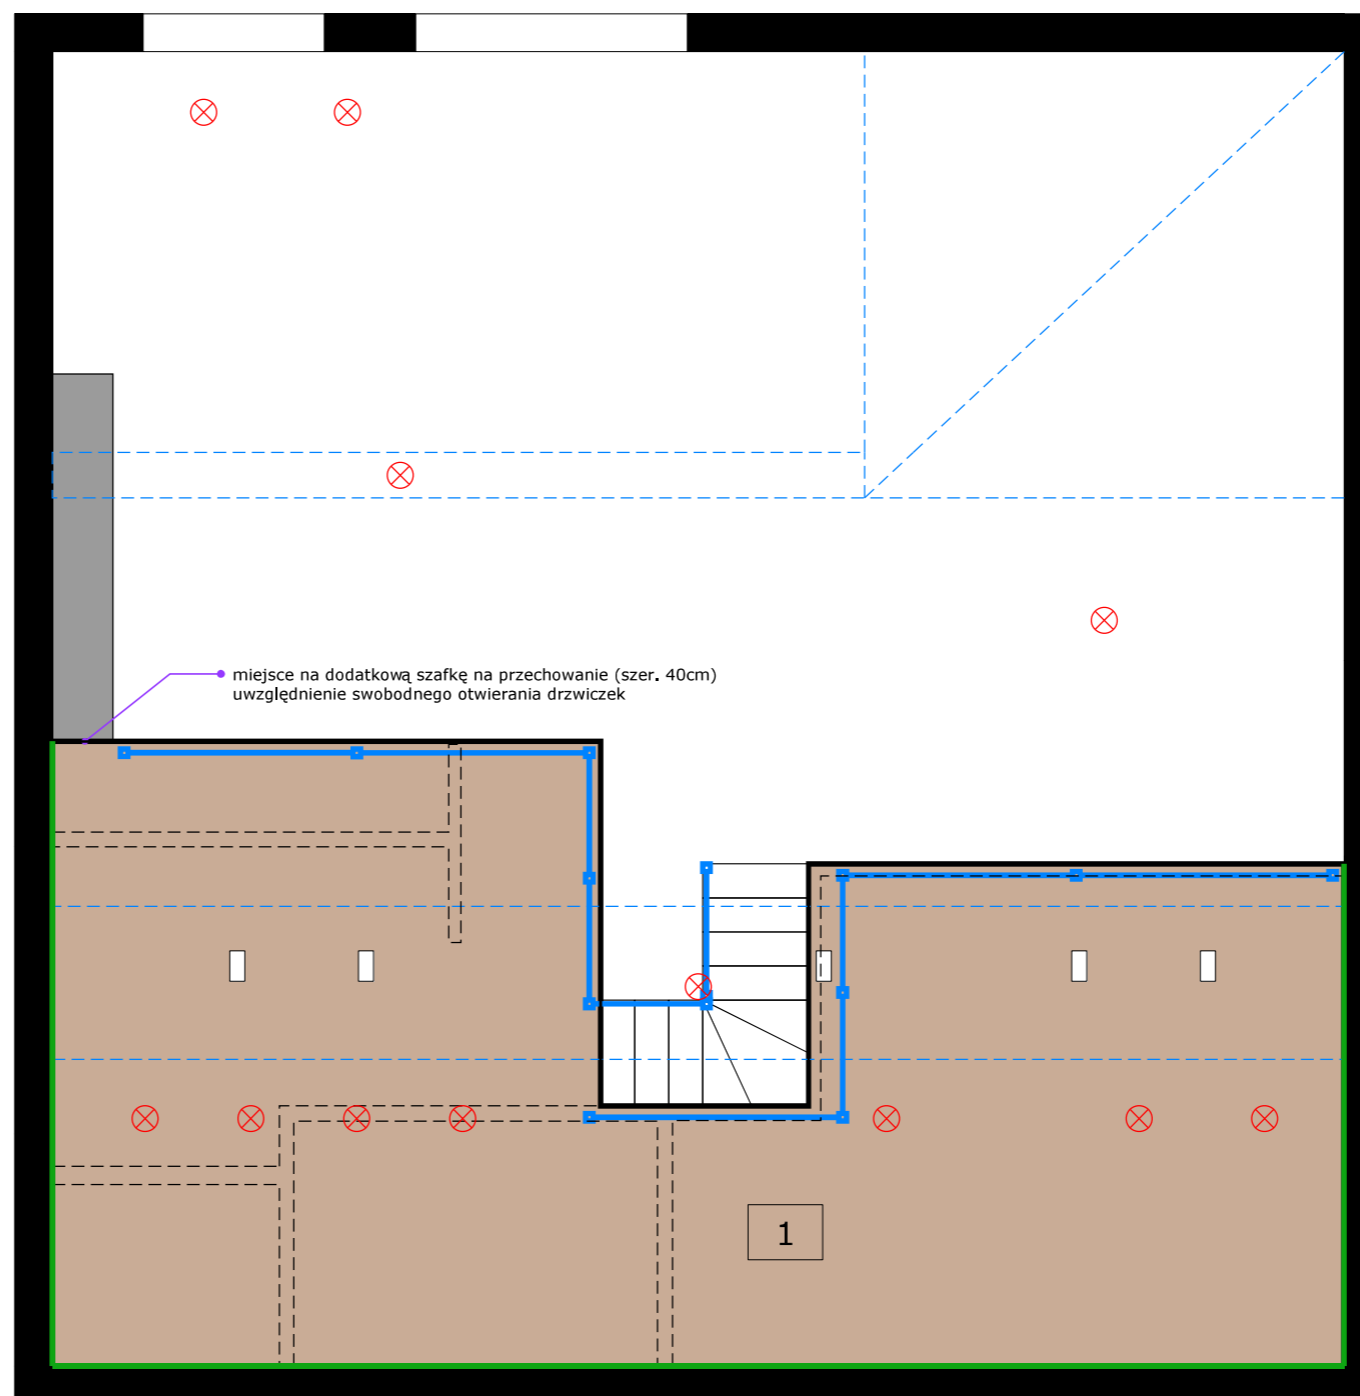 miejsce na dodatkową szafkę na przechowanie (szer. 40cm)
uwzględnienie swobodnego otwierania drzwiczek
1